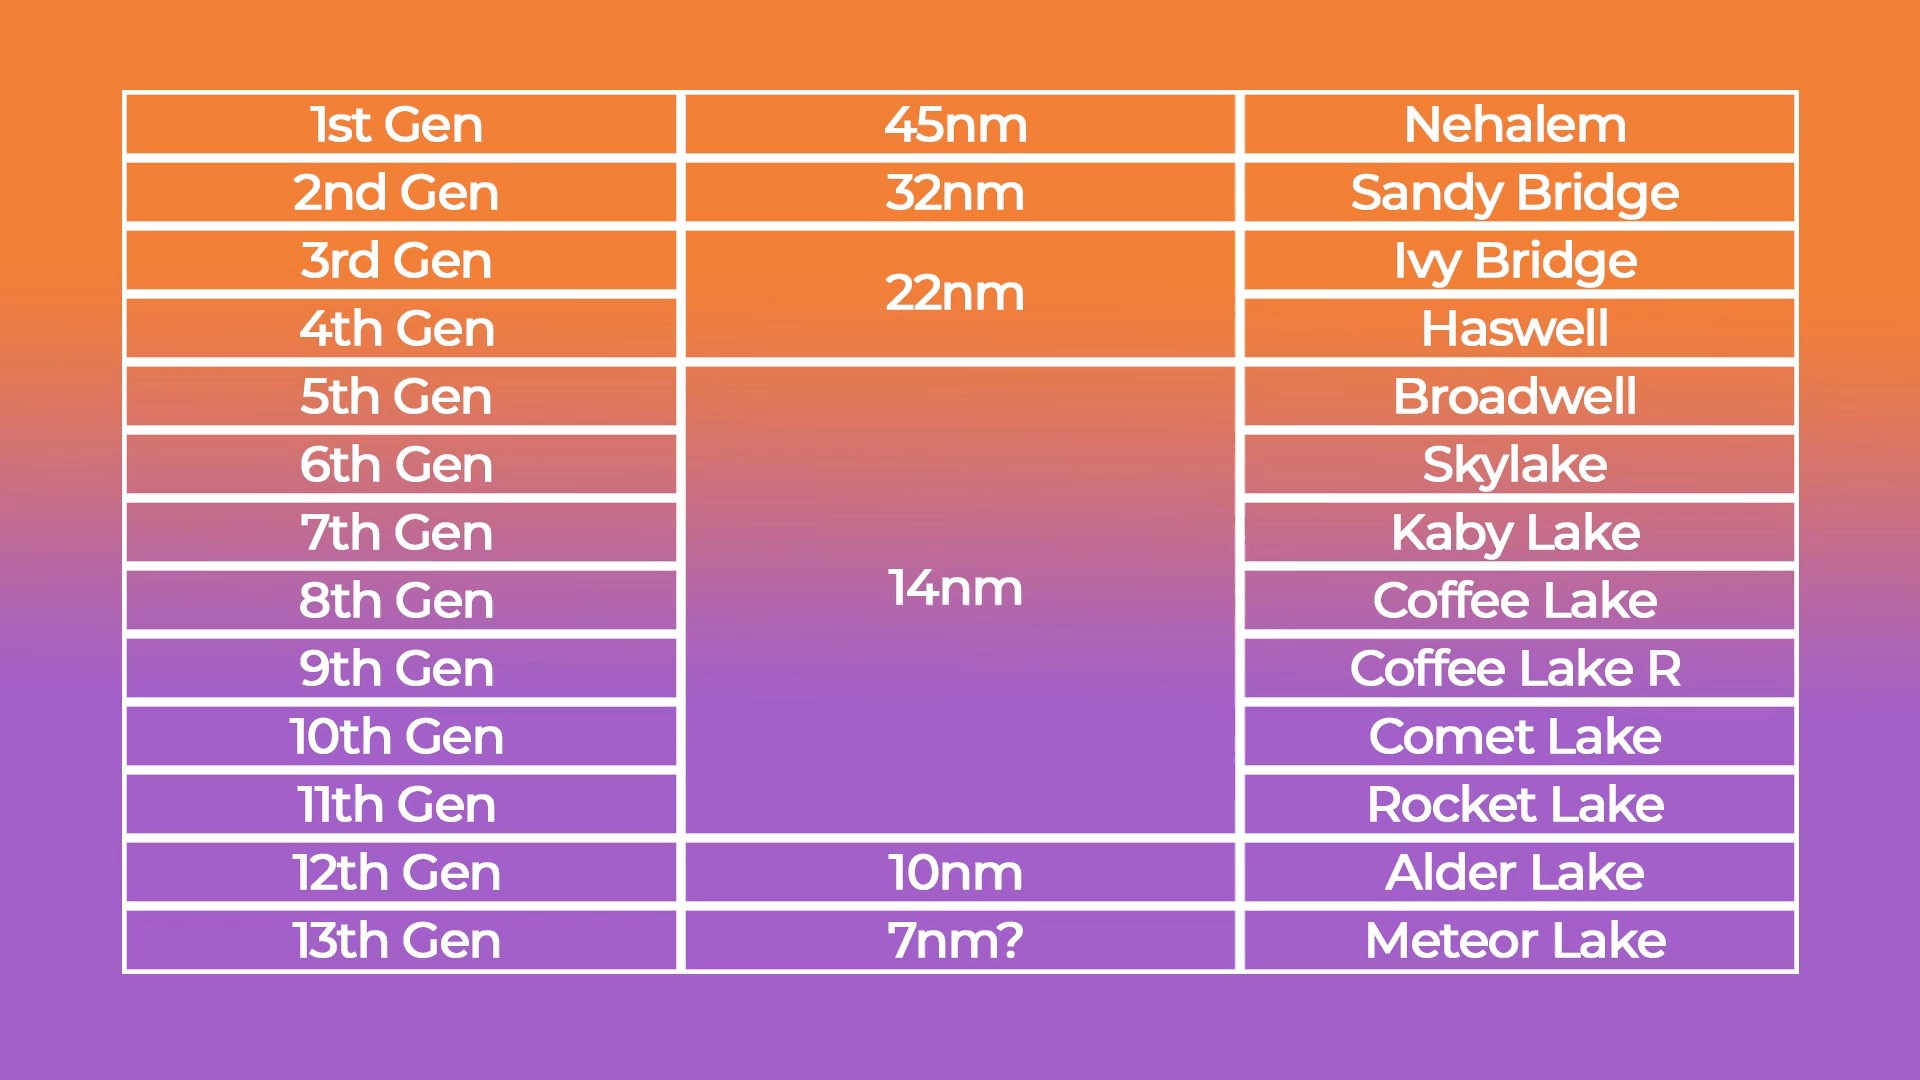 1st Gen 45nm Nehalem
2nd Gen 32nm Sandy Bridge
3rd Gen 22nm Ivy Bridge
4th Gen Haswell
5th Gen 14nm Broadwell
6th Gen Skylake
7th Gen Kaby Lake
8th Gen Coffee Lake
9th Gen Coffee Lake R
10th Gen Comet Lake
11th Gen Rocket Lake
12th Gen 10nm Alder Lake
13th Gen 7nm? Meteor Lake